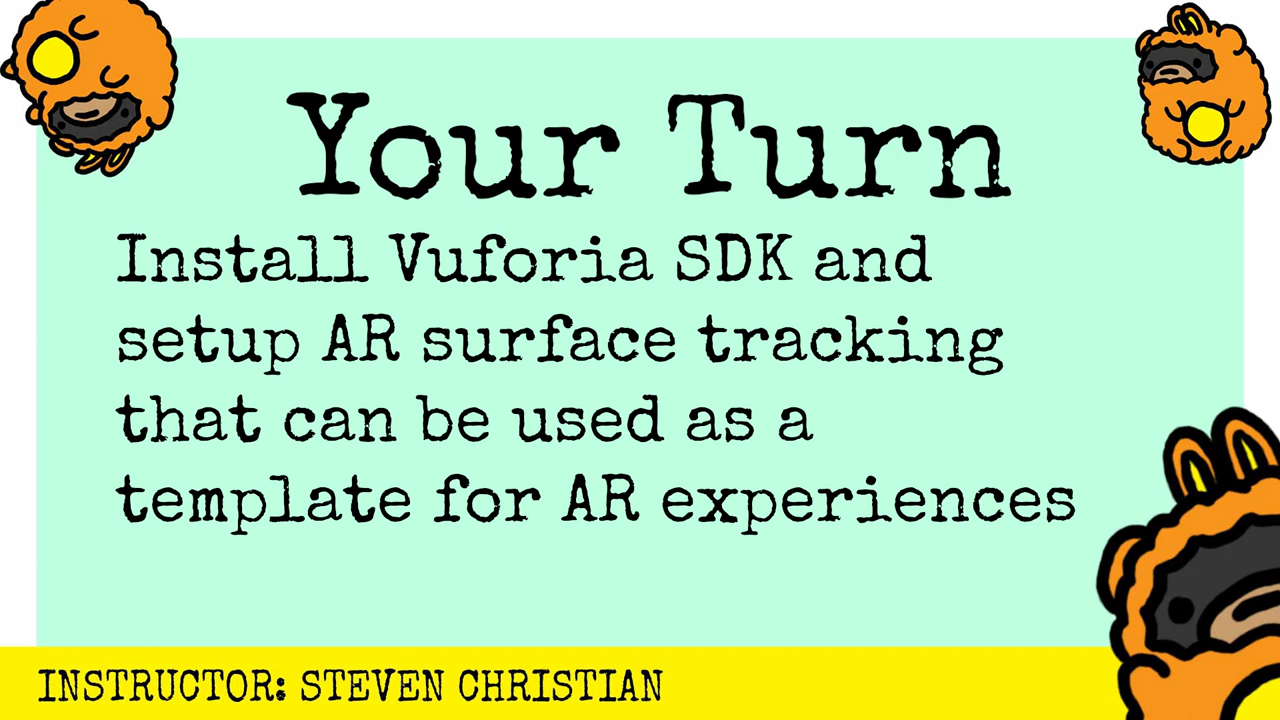 Your Turn
Install Vuforia SDK and
setup AR surface tracking
that can be used as a
template for AR experiences
INSTRUCTOR: STEVEN CHRISTIAN